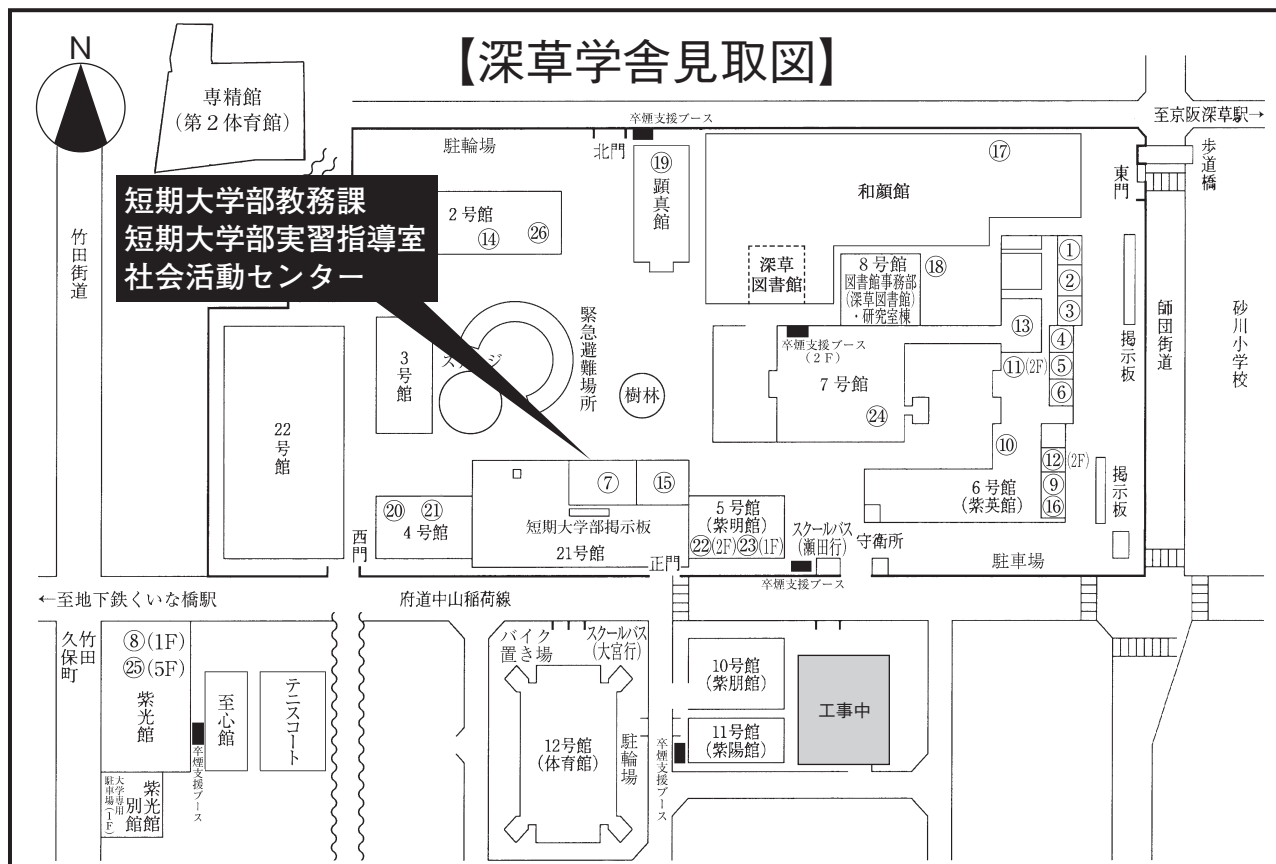 【深草学舎見取図】
N
専精館
(第２体育館)
卒煙支援ブース
至京阪深草駅→
駐輪場
北門
⑰
歩道橋
東門
⑲
顕真館
和顔館
短期大学部教務課
短期大学部実習指導室
社会活動センター
2号館
⑭
㉖
竹田街道
深草
図書館
8号館
図書館事務部
(深草図書館)
・研究室棟
⑱
①
②
③
⑬
④
⑤
⑥
⑪(2F)
掲示板
師団街道
砂川小学校
緊急避難場所
3号館
ステージ
卒煙支援ブース
(2F)
7号館
樹林
㉔
22号館
⑩
⑫(2F)
⑨
⑯
掲示板
6号館
(紫英館)
⑦
⑮
⑳
㉑
4号館
短期大学部掲示板
21号館
5号館
(紫明館)
㉒(2F)㉓(1F)
スクールバス
(瀬田行)
守衛所
西門
正門
卒煙支援ブース
駐車場
←至地下鉄くいな橋駅
府道中山稲荷線
竹田
久保町
⑧(1F)
㉕(5F)
紫光館
至心館
テニスコート
バイク
置き場
スクールバス
(大宮行)
10号館
(紫朋館)
工事中
11号館
(紫陽館)
12号館
(体育館)
駐輪場
卒煙支援ブース
卒煙支援ブース
紫光館
別館
大学専用
駐車場(1F)